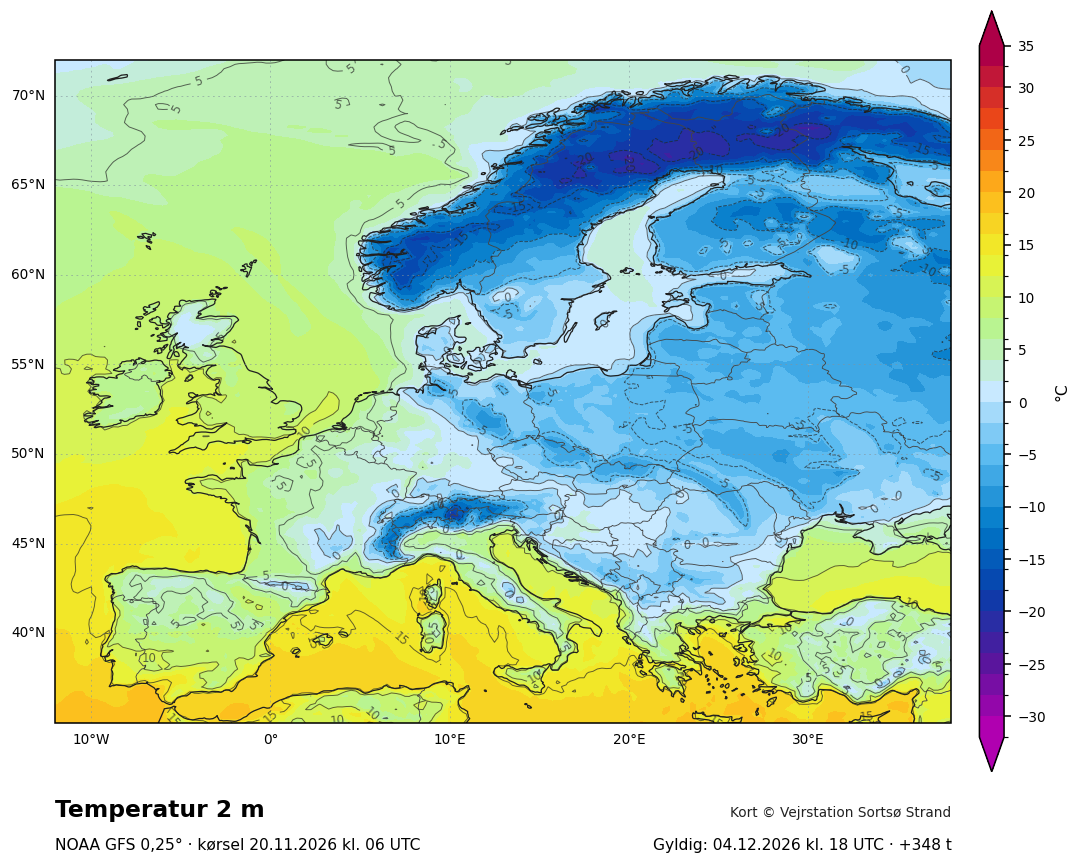 35
30
25
20
15
10
5
0
−5
−10
−15
−20
−25
−30
°C
70°N
65°N
60°N
55°N
50°N
45°N
40°N
10°W
0°
10°E
20°E
30°E
Temperatur 2 m
Kort © Vejrstation Sortsø Strand
NOAA GFS 0,25° · kørsel 20.11.2026 kl. 06 UTC
Gyldig: 04.12.2026 kl. 18 UTC · +348 t